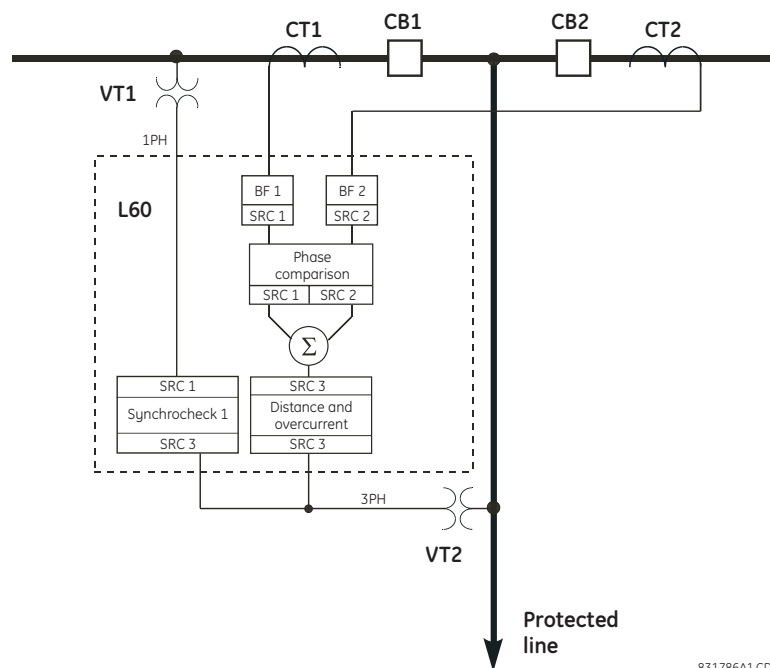 CT1
CB1
CB2
CT2
VT1
1PH
L60
BF 1
SRC 1
BF 2
SRC 2
Phase
comparison
SRC 1
SRC 2
Σ
SRC 1
Synchrocheck 1
SRC 3
SRC 3
Distance and
overcurrent
SRC 3
3PH
VT2
Protected
line